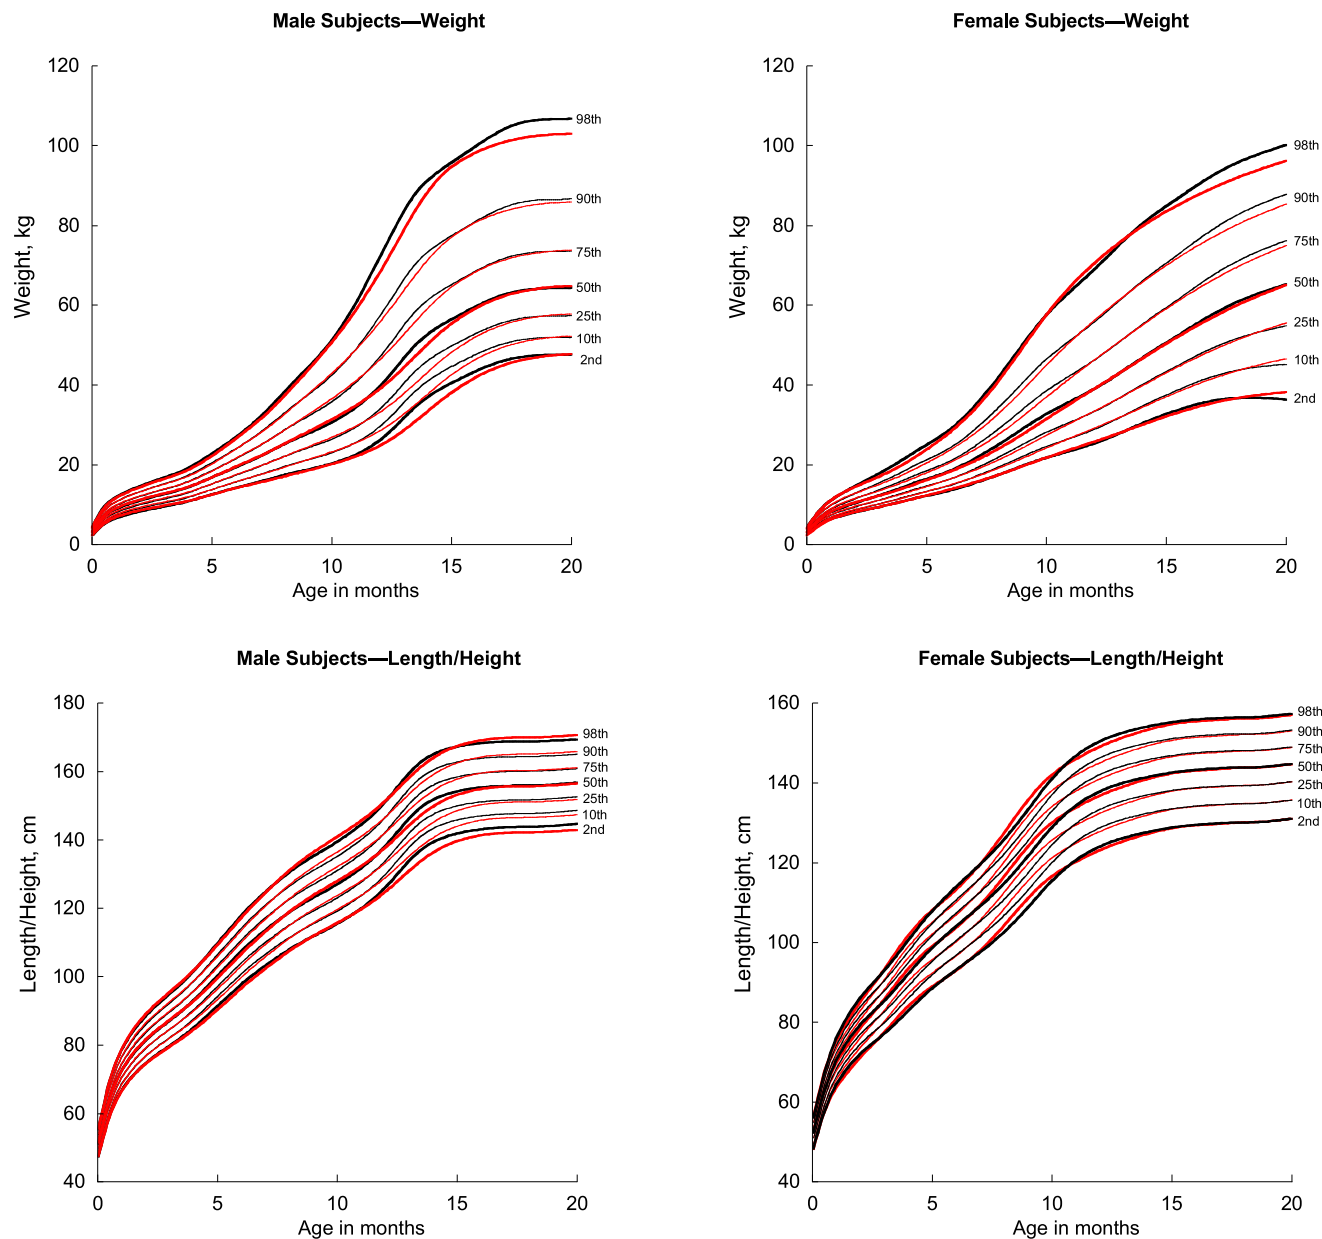 Male Subjects—Weight
120
100
80
60
40
20
0
Weight, kg
98th
90th
75th
50th
25th
10th
2nd
0 5 10 15 20
Age in months
Female Subjects—Weight
120
100
80
60
40
20
0
Weight, kg
98th
90th
75th
50th
25th
10th
2nd
0 5 10 15 20
Age in months
Male Subjects—Length/Height
180
160
140
120
100
80
60
40
Length/Height, cm
98th
90th
75th
50th
25th
10th
2nd
0 5 10 15 20
Age in months
Female Subjects—Length/Height
160
140
120
100
80
60
40
Length/Height, cm
98th
90th
75th
50th
25th
10th
2nd
0 5 10 15 20
Age in months